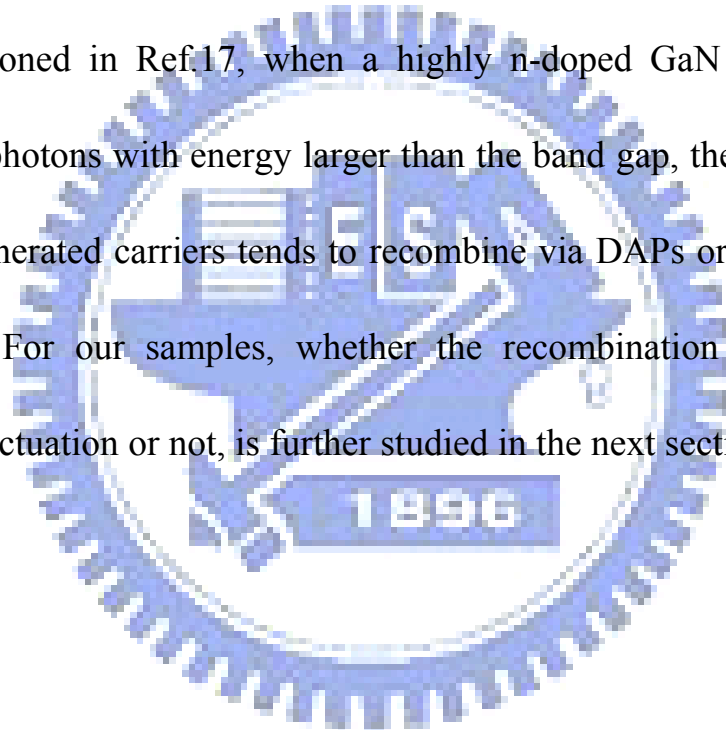 oned in Ref.17, when a highly n-doped GaN
photons with energy larger than the band gap, the
nerated carriers tends to recombine via DAPs or
For our samples, whether the recombination
ctuation or not, is further studied in the next secti
ES
1896